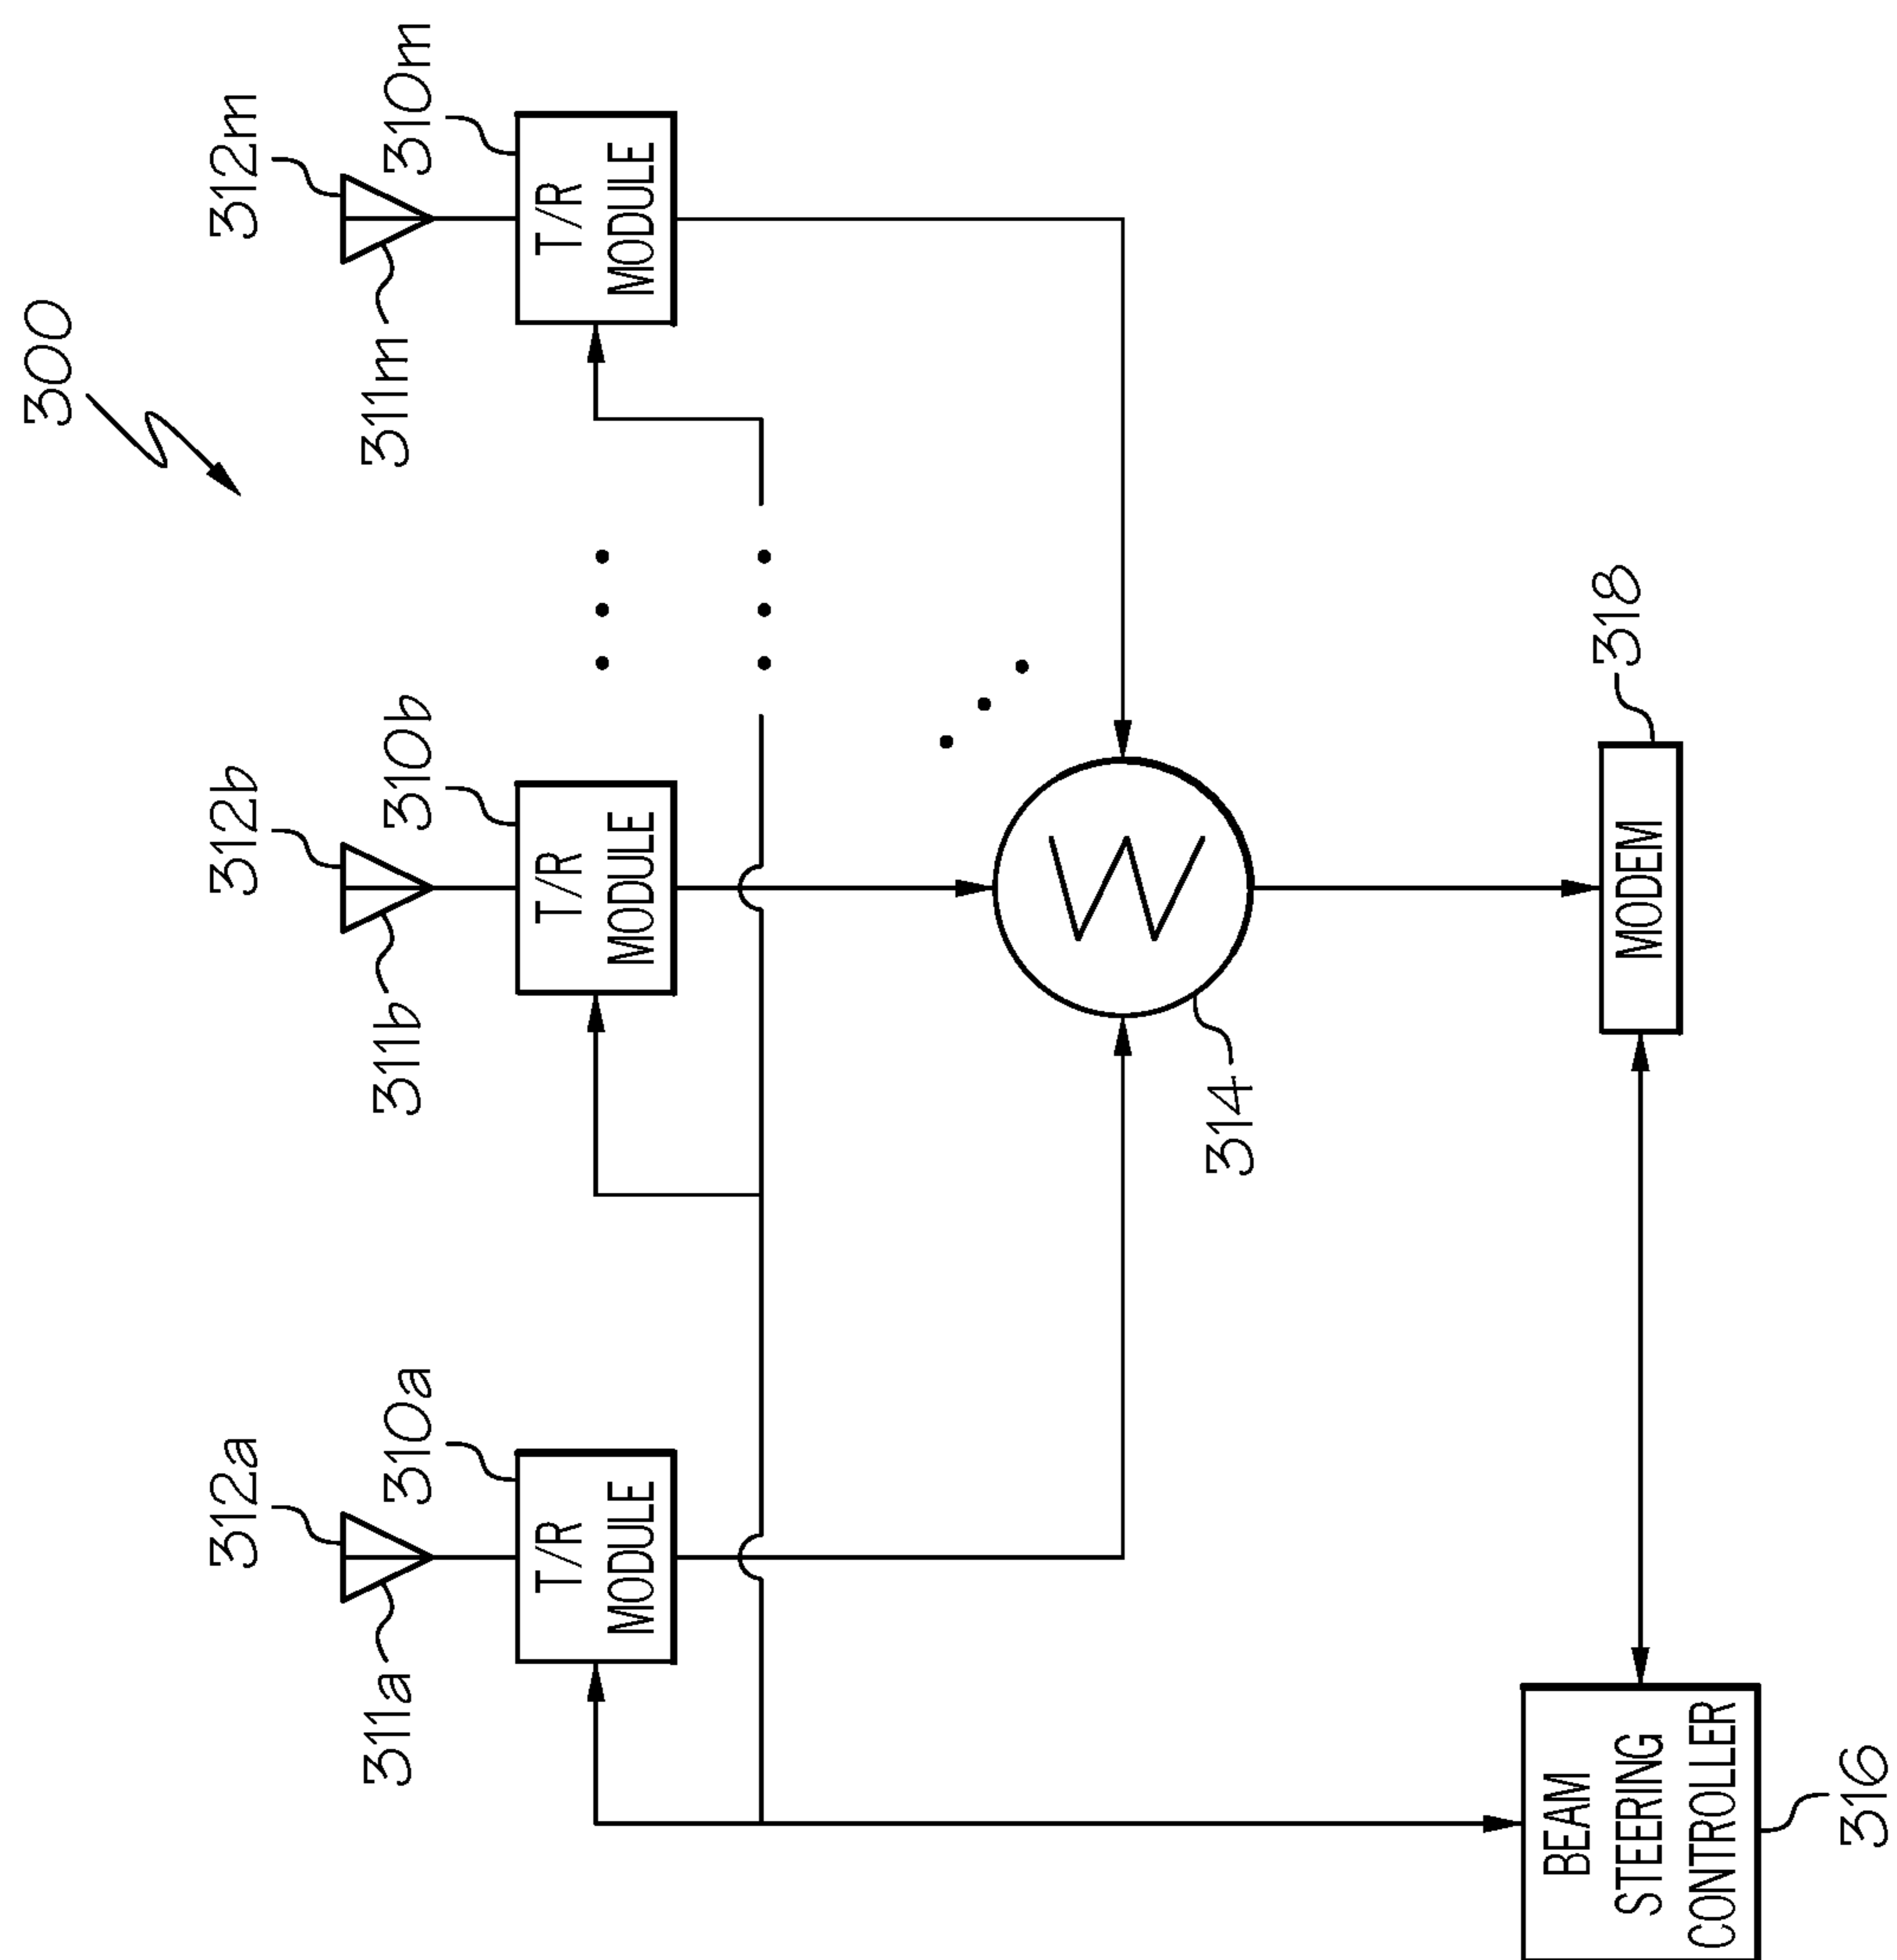 300
312a
312b
312m
311a
310a
311b
310b
311m
310m
T/R
MODULE
T/R
MODULE
T/R
MODULE
Σ
314
BEAM
STEERING
CONTROLLER
316
MODEM
318